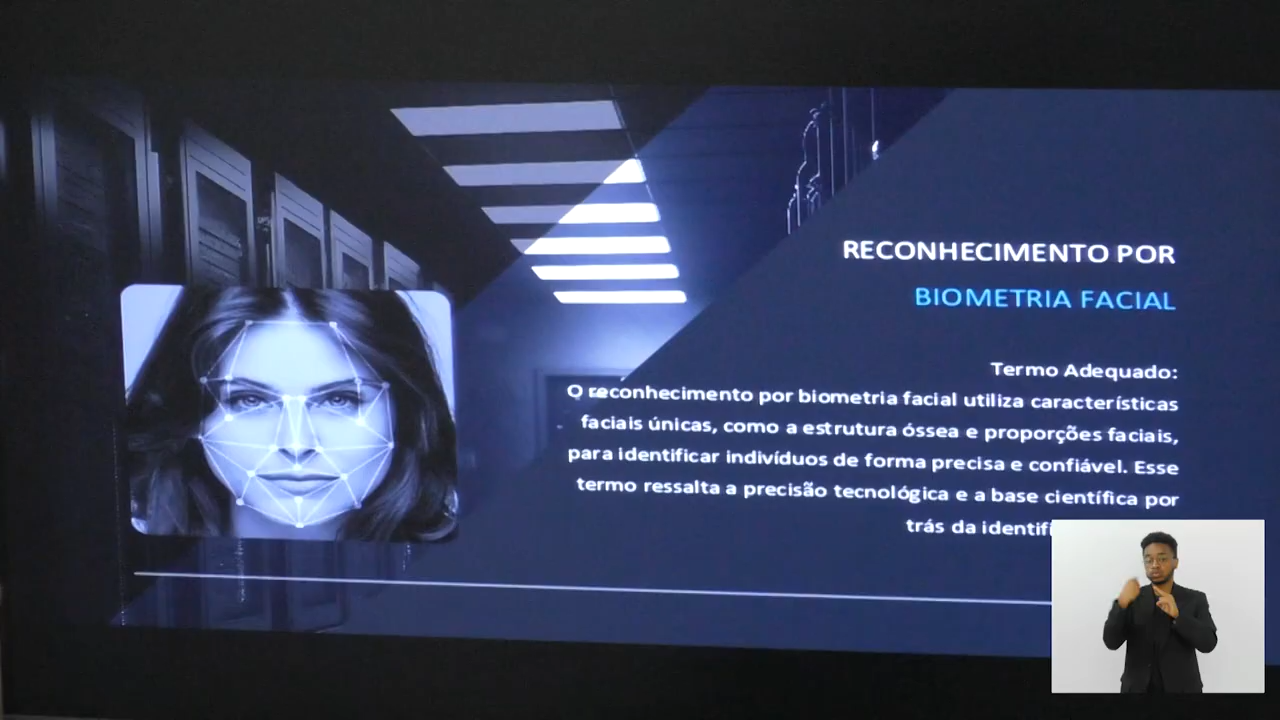 RECONHECIMENTO POR
BIOMETRIA FACIAL
Termo Adequado:
O reconhecimento por biometria facial utiliza características
faciais únicas, como a estrutura óssea e proporções faciais,
para identificar indivíduos de forma precisa e confiável. Esse
termo ressalta a precisão tecnológica e a base científica por
trás da